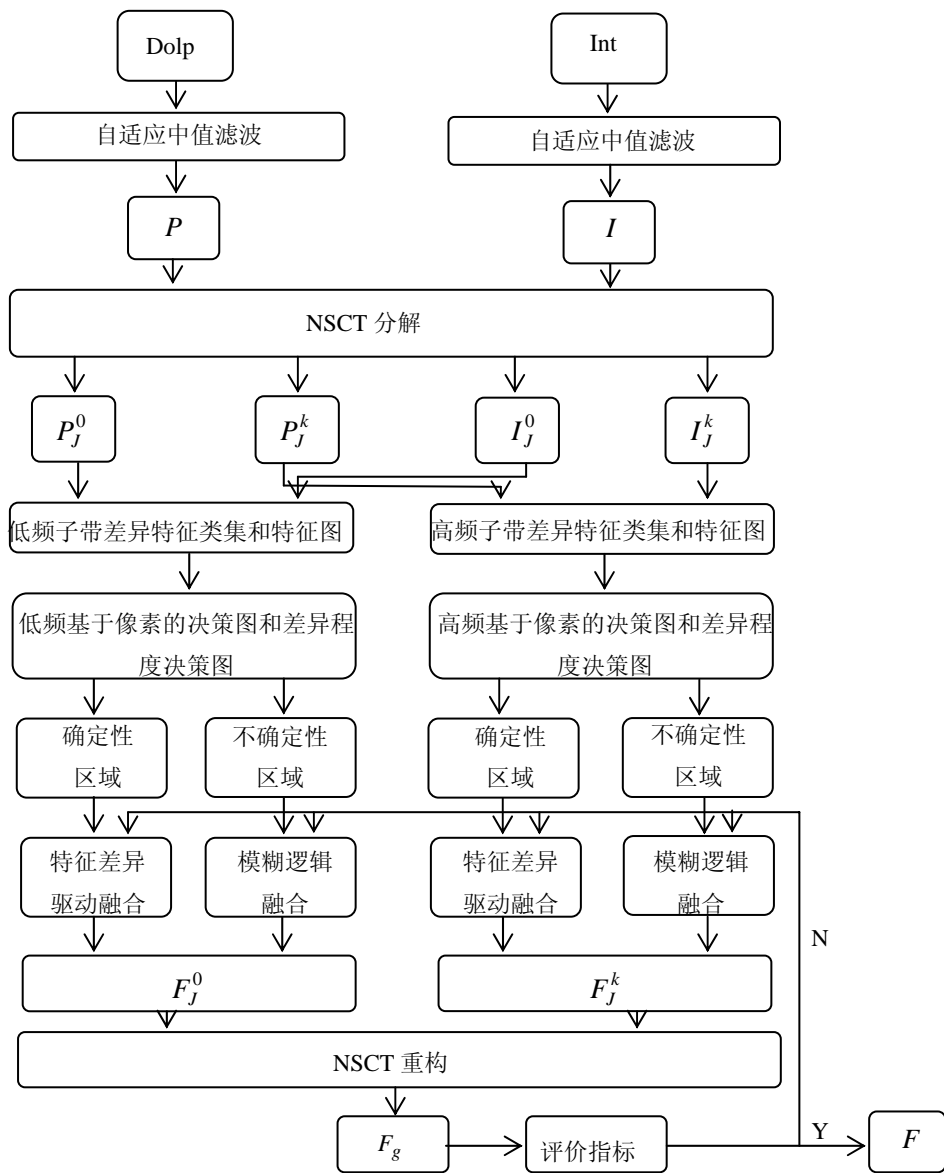 Dolp
Int
自适应中值滤波
自适应中值滤波
P
I
NSCT 分解
P_J^0
P_J^k
I_J^0
I_J^k
低频子带差异特征类集和特征图
高频子带差异特征类集和特征图
低频基于像素的决策图和差异程
度决策图
高频基于像素的决策图和差异程
度决策图
确定性
区域
不确定性
区域
确定性
区域
不确定性
区域
特征差异
驱动融合
模糊逻辑
融合
特征差异
驱动融合
模糊逻辑
融合
N
F_J^0
F_J^k
NSCT 重构
F_g
评价指标
Y
F